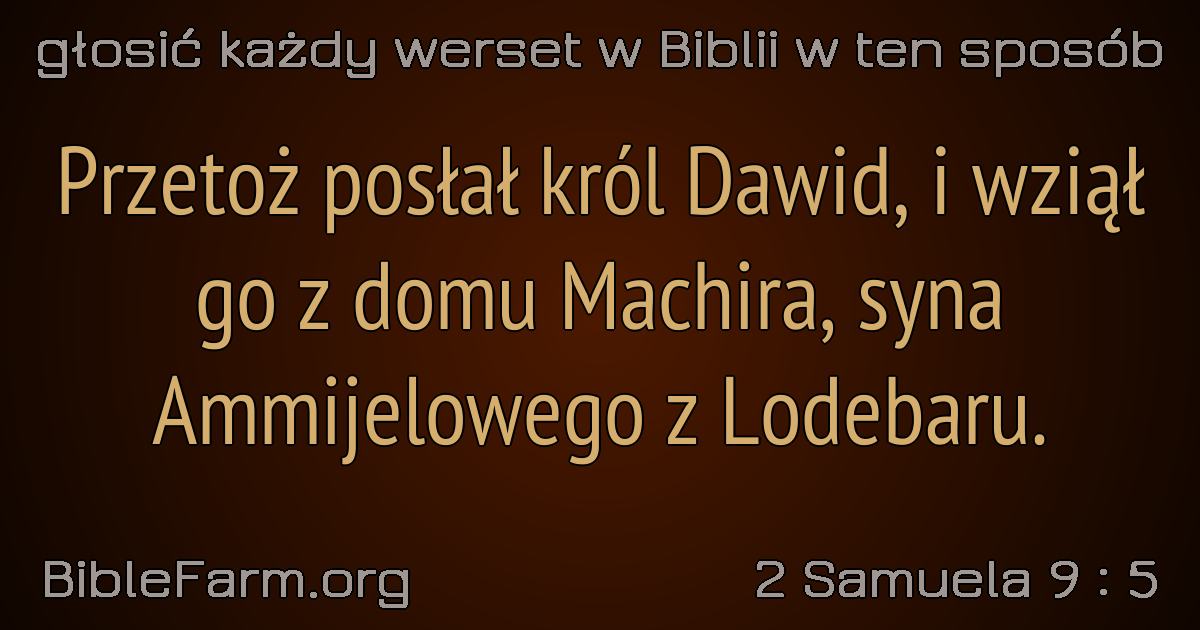 głosić każdy werset w Biblii w ten sposób
Przetoż posłał król Dawid, i wziął
go z domu Machira, syna
Ammijelowego z Lodebaru.
BibleFarm.org
2 Samuela 9 : 5